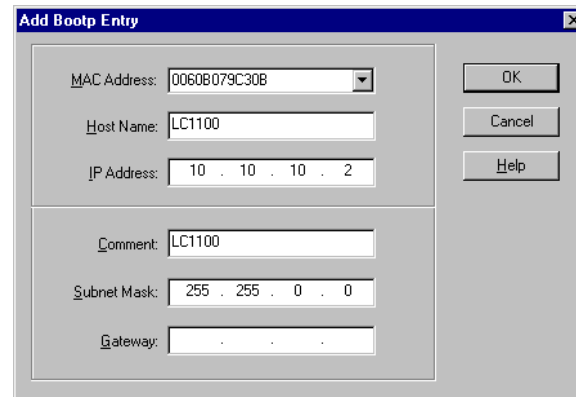 Add Bootp Entry
MAC Address: 0060B079C30B
OK
Host Name: LC1100
Cancel
IP Address: 10 . 10 . 10 . 2
Help
Comment: LC1100
Subnet Mask: 255 . 255 . 0 . 0
Gateway: . . .